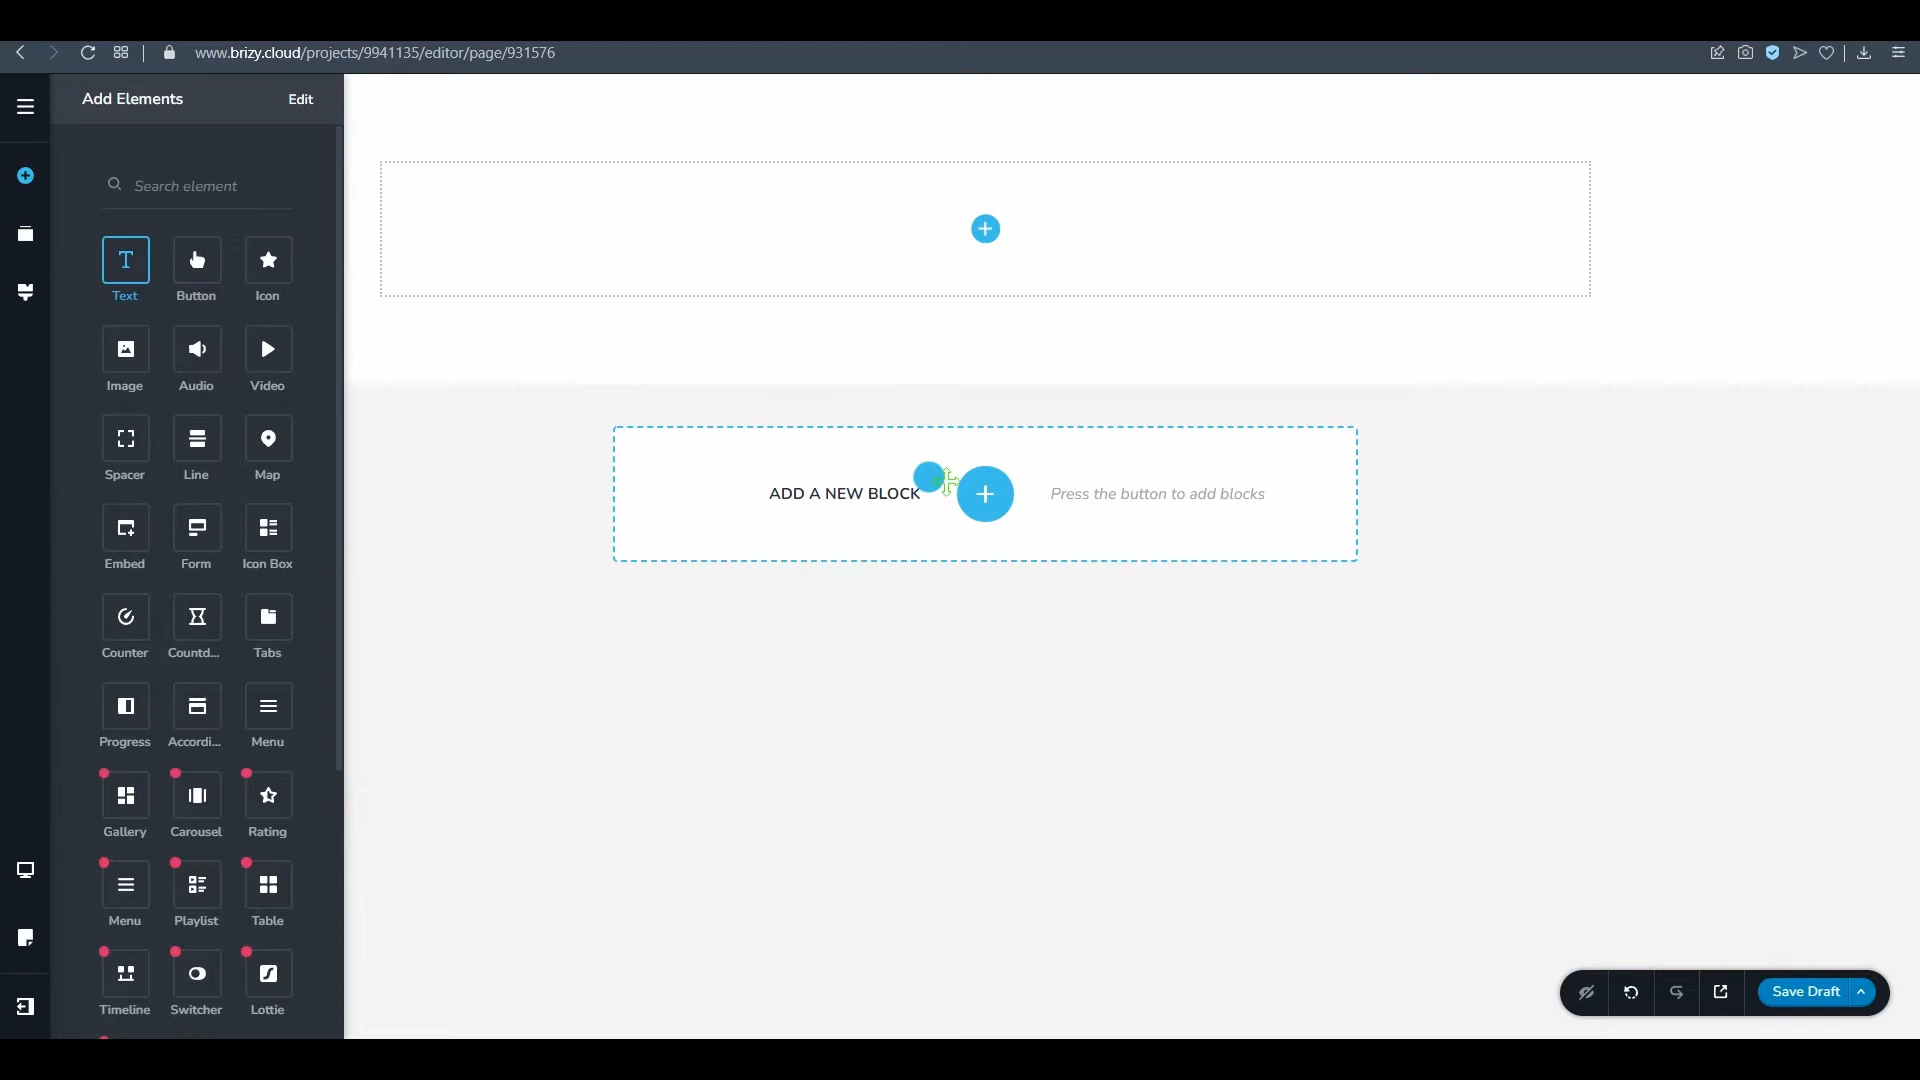 www.brizy.cloud/projects/9941135/editor/page/931576
Add Elements
Edit
Search element
Text
Button
Icon
Image
Audio
Video
Spacer
Line
Map
Embed
Form
Icon Box
Counter
Countd...
Tabs
Progress
Accordi...
Menu
Gallery
Carousel
Rating
Menu
Playlist
Table
Timeline
Switcher
Lottie
ADD A NEW BLOCK
Press the button to add blocks
Save Draft